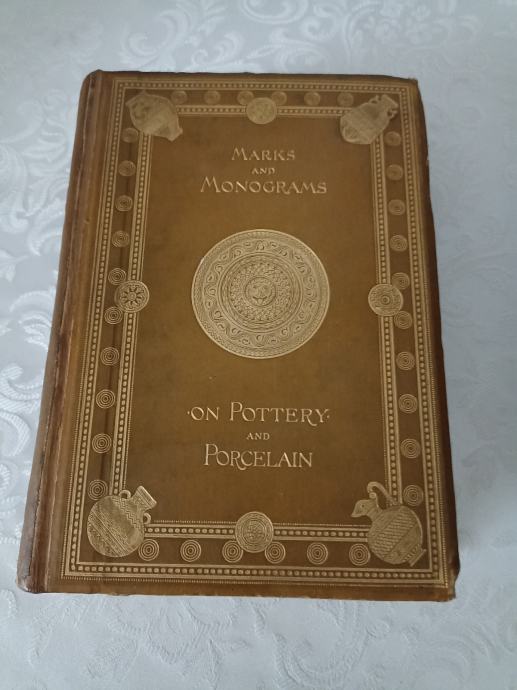 MARKS
AND
MONOGRAMS
·ON POTTERY·
AND
PORCELAIN